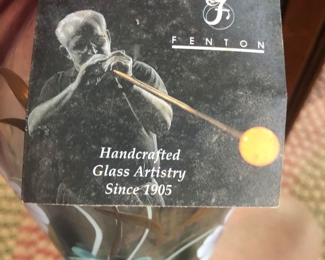 FENTON
Handcrafted
Glass Artistry
Since 1905